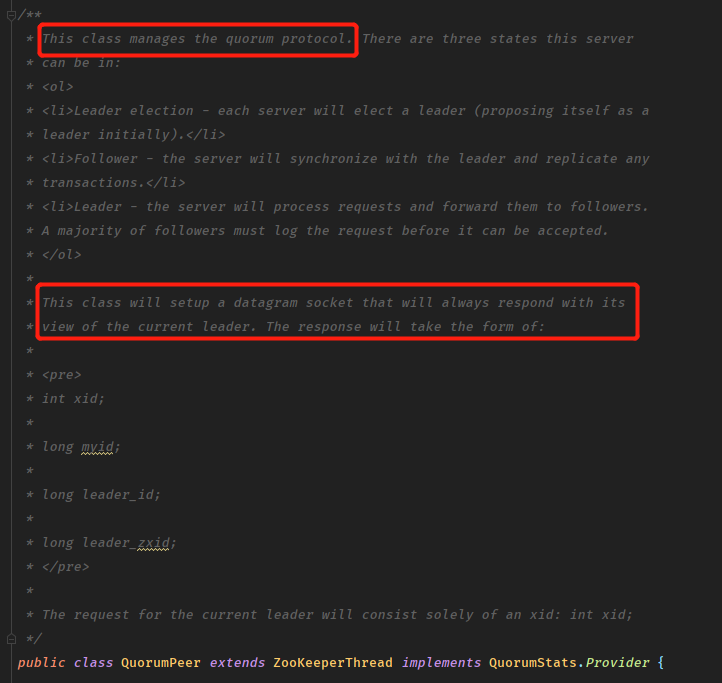 /**
* This class manages the quorum protocol. There are three states this server
* can be in:
* <ol>
* <li>Leader election - each server will elect a leader (proposing itself as a
* leader initially).</li>
* <li>Follower - the server will synchronize with the leader and replicate any
* transactions.</li>
* <li>Leader - the server will process requests and forward them to followers.
* A majority of followers must log the request before it can be accepted.
* </ol>
*
* This class will setup a datagram socket that will always respond with its
* view of the current leader. The response will take the form of:
*
* <pre>
* int xid;
*
* long myid;
*
* long leader_id;
*
* long leader_zxid;
* </pre>
*
* The request for the current leader will consist solely of an xid: int xid;
*/
public class QuorumPeer extends ZooKeeperThread implements QuorumStats.Provider {